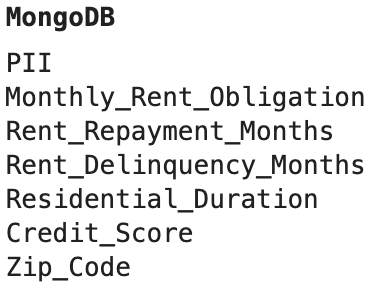 MongoDB
PII
Monthly_Rent_Obligation
Rent_Repayment_Months
Rent_Delinquency_Months
Residential_Duration
Credit_Score
Zip_Code